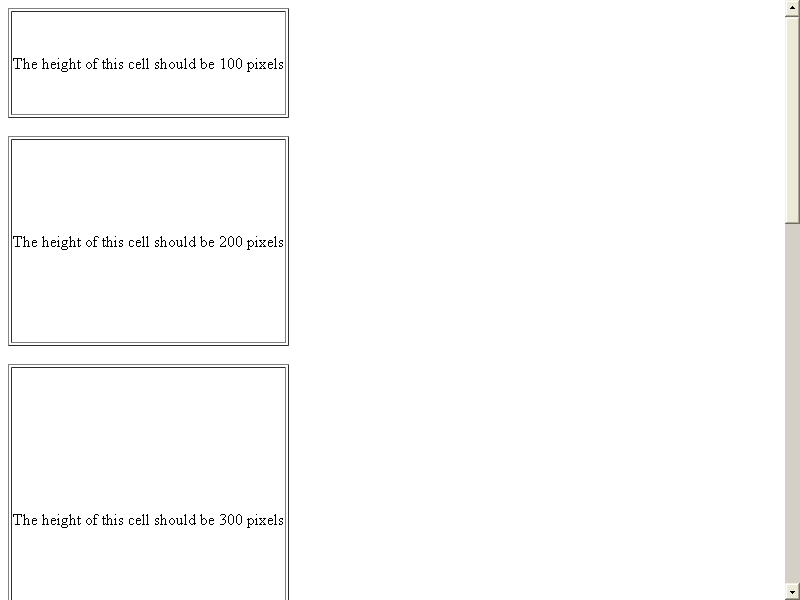 The height of this cell should be 100 pixels
The height of this cell should be 200 pixels
The height of this cell should be 300 pixels